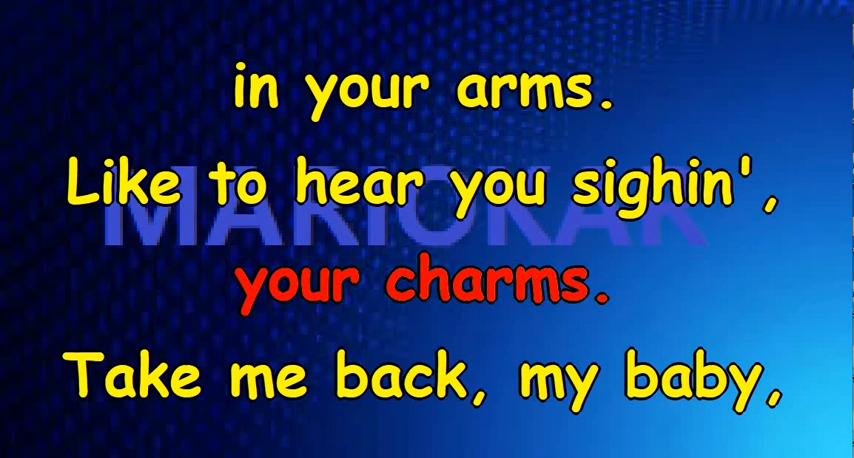 in your arms.
Like to hear you sighin',
MARIOKAR
your charms.
Take me back, my baby,